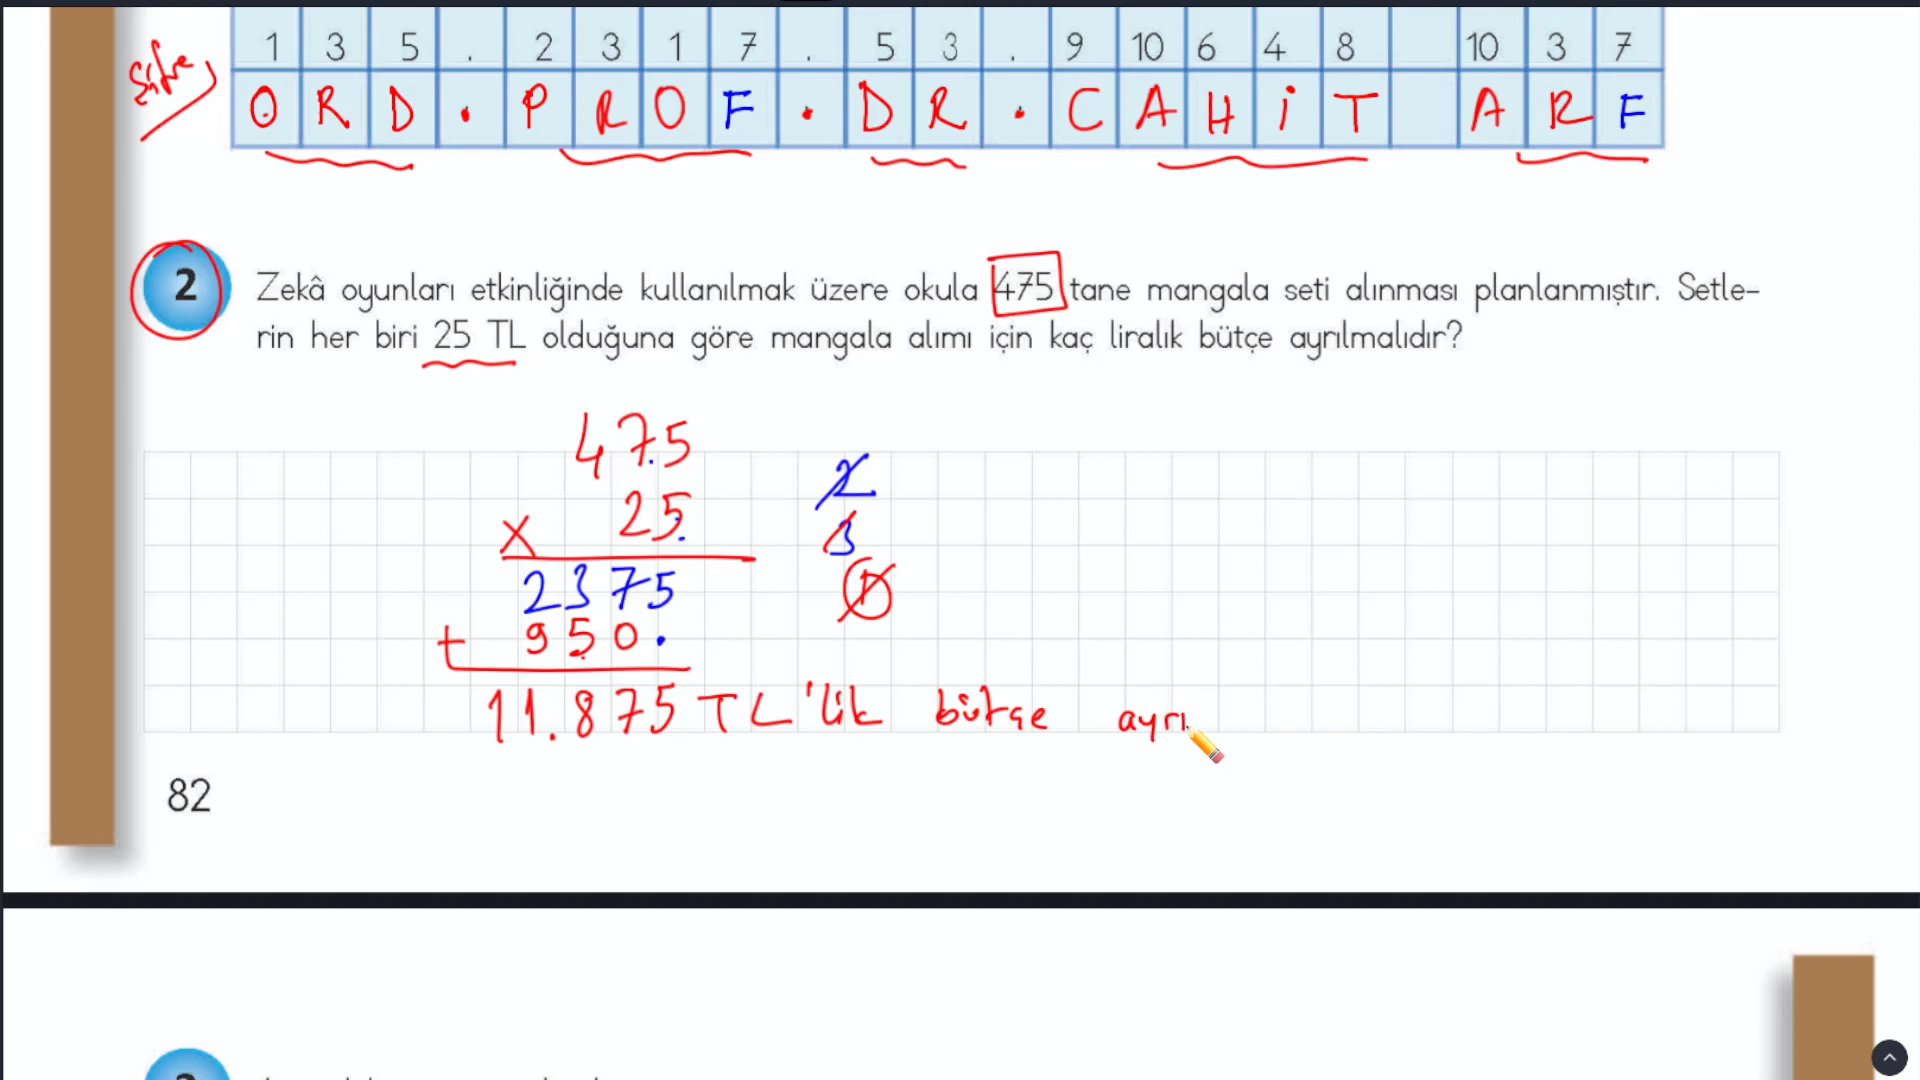 1 3 5 . 2 3 1 7 . 5 3 . 9 10 6 4 8 10 3 7
Şifre
O R D . P R O F . D R . C A H İ T A R F
2 Zekâ oyunları etkinliğinde kullanılmak üzere okula 475 tane mangala seti alınması planlanmıştır. Setle-
rin her biri 25 TL olduğuna göre mangala alımı için kaç liralık bütçe ayrılmalıdır?
475
x 25
2375
+ 950.
11.875 TL'lik bütçe ayrı
2
3
1
82